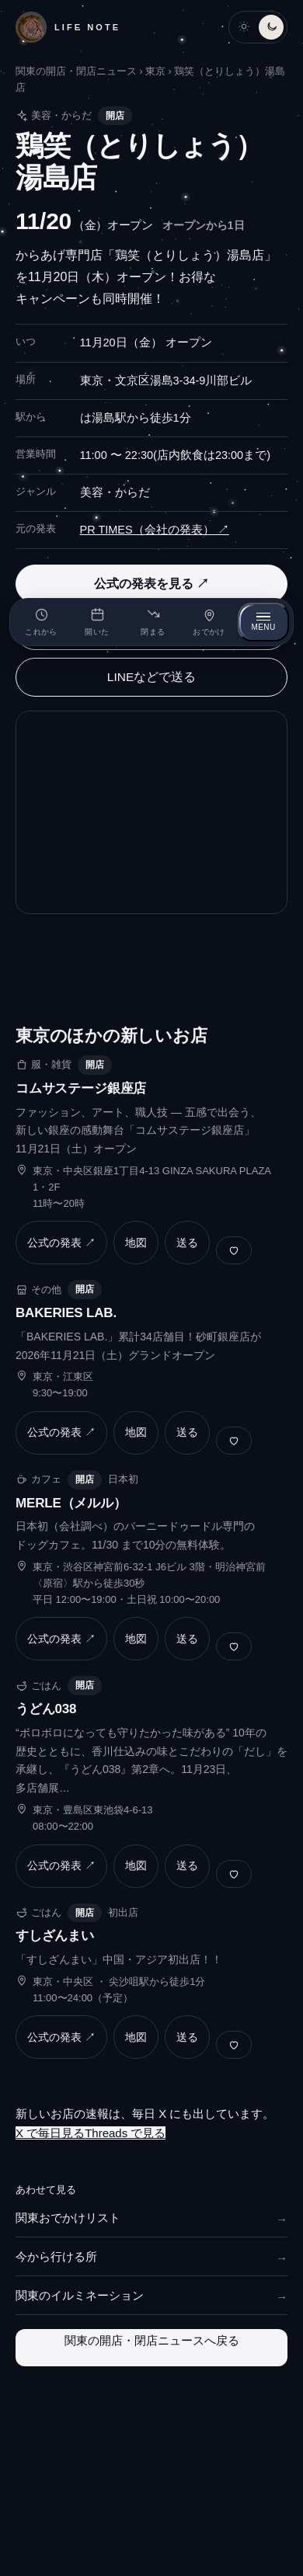 LIFE NOTE
関東の開店・閉店ニュース › 東京 › 鶏笑（とりしょう）湯島
店
美容・からだ 開店
鶏笑（とりしょう）
湯島店
11/20（金）オープン オープンから1日
からあげ専門店「鶏笑（とりしょう）湯島店」
を11月20日（木）オープン！お得な
キャンペーンも同時開催！
いつ 11月20日（金） オープン
場所 東京・文京区湯島3-34-9川部ビル
駅から は湯島駅から徒歩1分
営業時間 11:00 〜 22:30(店内飲食は23:00まで)
ジャンル 美容・からだ
元の発表 PR TIMES（会社の発表） ↗
公式の発表を見る ↗
これから 開いた 閉まる おでかけ MENU
LINEなどで送る
東京のほかの新しいお店
服・雑貨 開店
コムサステージ銀座店
ファッション、アート、職人技 — 五感で出会う、
新しい銀座の感動舞台「コムサステージ銀座店」
11月21日（土）オープン
東京・中央区銀座1丁目4-13 GINZA SAKURA PLAZA
1・2F
11時〜20時
公式の発表 ↗ 地図 送る
その他 開店
BAKERIES LAB.
「BAKERIES LAB.」累計34店舗目！砂町銀座店が
2026年11月21日（土）グランドオープン
東京・江東区
9:30〜19:00
公式の発表 ↗ 地図 送る
カフェ 開店 日本初
MERLE（メルル）
日本初（会社調べ）のバーニードゥードル専門の
ドッグカフェ。11/30 まで10分の無料体験。
東京・渋谷区神宮前6-32-1 J6ビル 3階・明治神宮前
〈原宿〉駅から徒歩30秒
平日 12:00〜19:00・土日祝 10:00〜20:00
公式の発表 ↗ 地図 送る
ごはん 開店
うどん038
“ボロボロになっても守りたかった味がある” 10年の
歴史とともに、香川仕込みの味とこだわりの「だし」を
承継し、『うどん038』第2章へ。11月23日、
多店舗展…
東京・豊島区東池袋4-6-13
08:00〜22:00
公式の発表 ↗ 地図 送る
ごはん 開店 初出店
すしざんまい
「すしざんまい」中国・アジア初出店！！
東京・中央区 ・ 尖沙咀駅から徒歩1分
11:00〜24:00（予定）
公式の発表 ↗ 地図 送る
新しいお店の速報は、毎日 X にも出しています。
X で毎日見るThreads で見る
あわせて見る
関東おでかけリスト →
今から行ける所 →
関東のイルミネーション →
関東の開店・閉店ニュースへ戻る